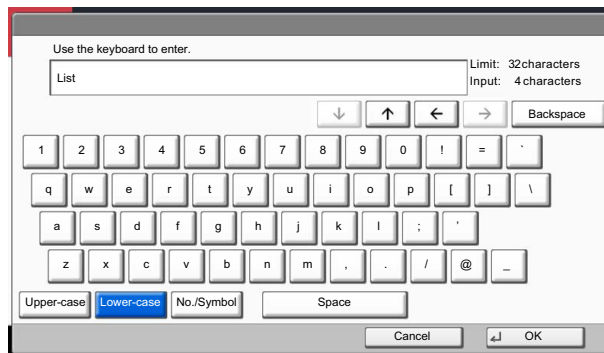 Use the keyboard to enter.
Limit: 32characters
List
Input: 4 characters
↓ ↑ ← → Backspace
1 2 3 4 5 6 7 8 9 0 ! = `
q w e r t y u i o p [ ] \
a s d f g h j k l ; '
z x c v b n m , . / @ _
Upper-case Lower-case No./Symbol Space
Cancel OK